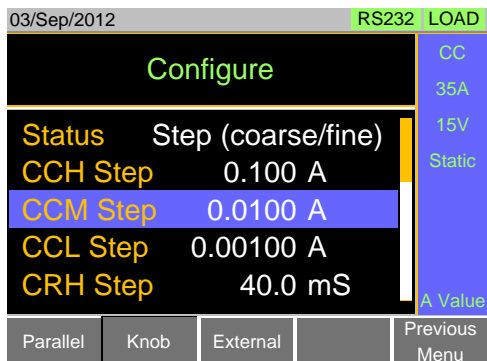 03/Sep/2012 RS232 LOAD
Configure
CC
35A
15V
Static
A Value
Status Step (coarse/fine)
CCH Step 0.100 A
CCM Step 0.0100 A
CCL Step 0.00100 A
CRH Step 40.0 mS
Parallel Knob External Previous
Menu